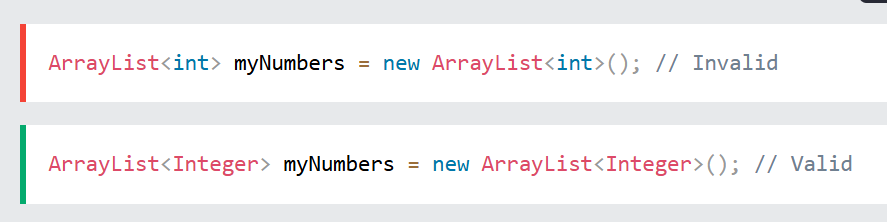 ArrayList<int> myNumbers = new ArrayList<int>(); // Invalid
ArrayList<Integer> myNumbers = new ArrayList<Integer>(); // Valid